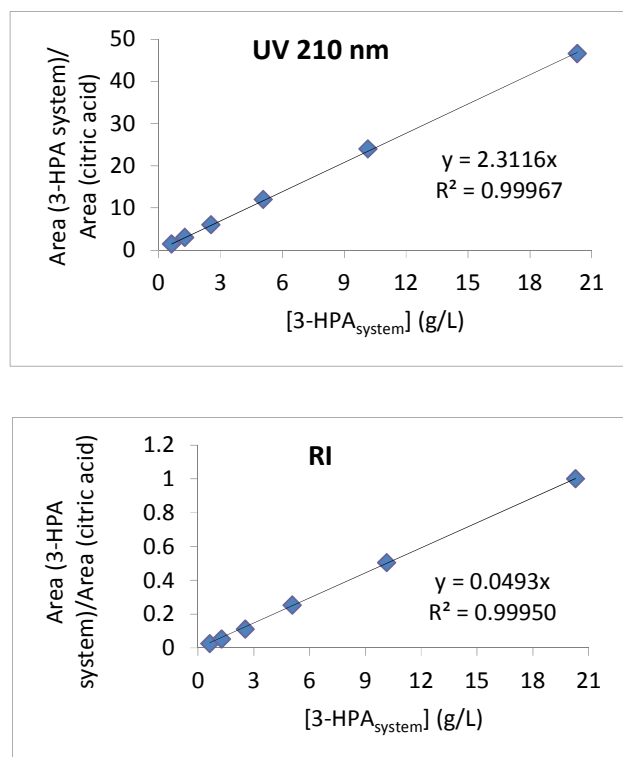 UV 210 nm
Area (3-HPA system)/
Area (citric acid)
50
40
30
20
10
0
y = 2.3116x
R² = 0.99967
0 3 6 9 12 15 18 21
[3-HPAsystem] (g/L)
RI
Area (3-HPA
system)/Area (citric acid)
1.2
1
0.8
0.6
0.4
0.2
0
y = 0.0493x
R² = 0.99950
0 3 6 9 12 15 18 21
[3-HPAsystem] (g/L)